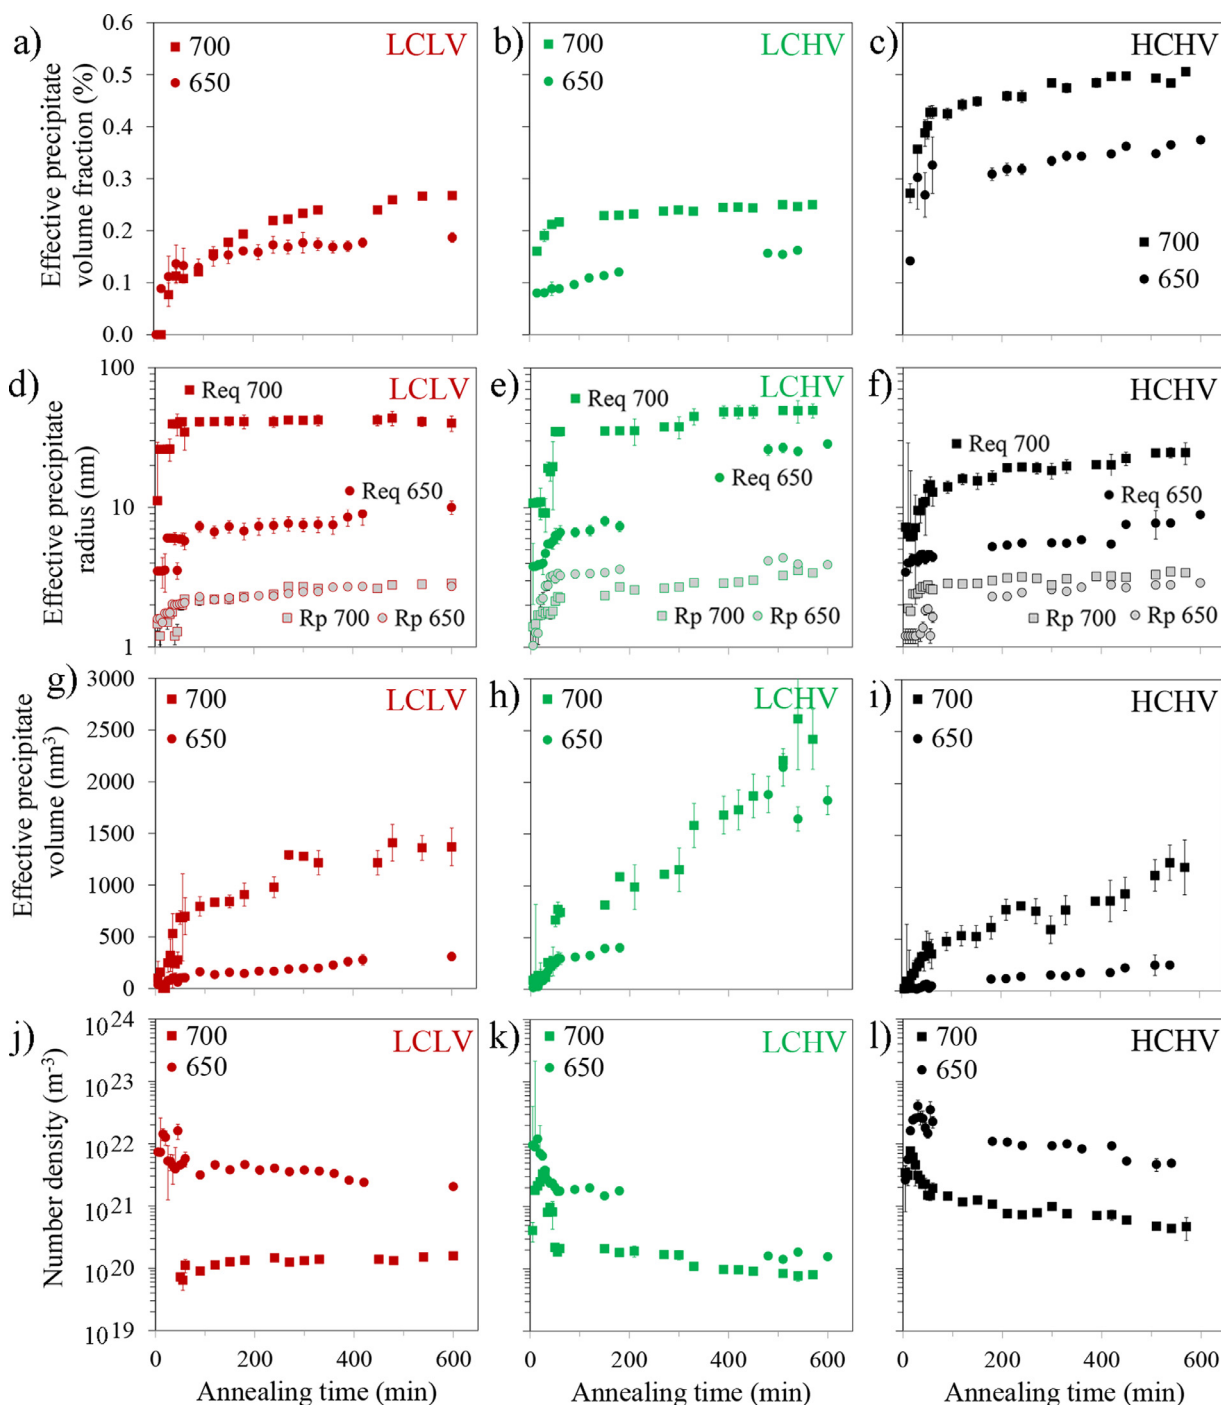 a)
700
650
LCLV
b)
700
650
LCHV
c)
HCHV
700
650
Effective precipitate
volume fraction (%)
0.6
0.5
0.4
0.3
0.2
0.1
0.0
d)
Req 700
LCLV
Req 650
Rp 700
Rp 650
e)
Req 700
LCHV
Req 650
Rp 700
Rp 650
f)
HCHV
Req 700
Req 650
Rp 700
Rp 650
Effective precipitate
radius (nm)
100
10
1
g)
700
650
LCLV
h)
700
650
LCHV
i)
700
650
HCHV
Effective precipitate
volume (nm³)
3000
2500
2000
1500
1000
500
0
j)
700
650
LCLV
k)
700
650
LCHV
l)
700
650
HCHV
Number density (m⁻³)
10²⁴
10²³
10²²
10²¹
10²⁰
10¹⁹
0 200 400 600
0 200 400 600
0 200 400 600
Annealing time (min)
Annealing time (min)
Annealing time (min)